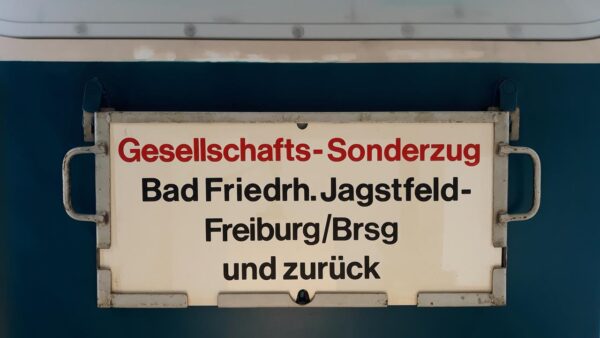 Gesellschafts-Sonderzug
Bad Friedrh. Jagstfeld-
Freiburg/Brsg
und zurück